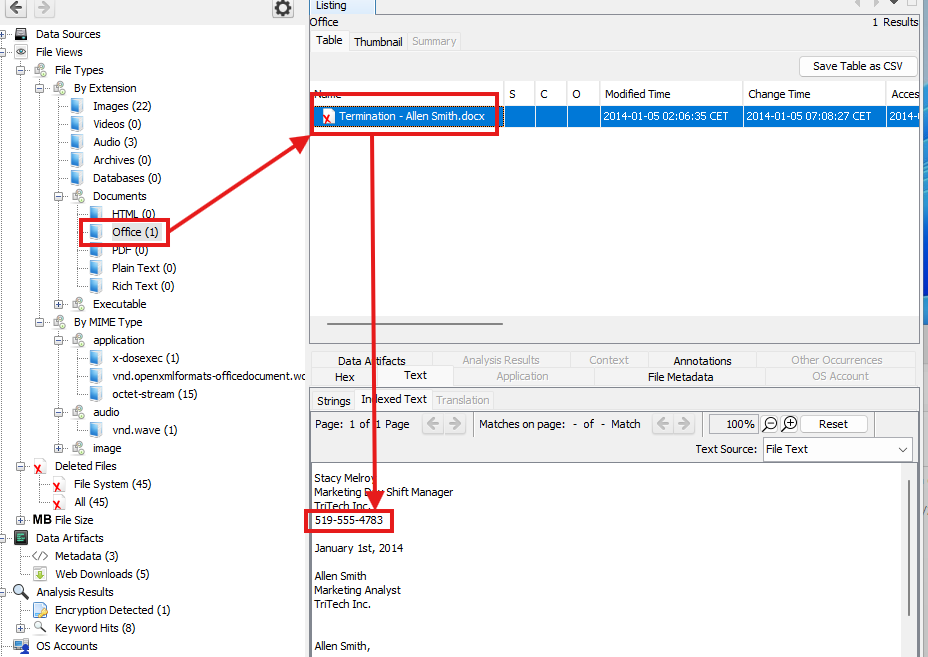 Data Sources
File Views
File Types
By Extension
Images (22)
Videos (0)
Audio (3)
Archives (0)
Databases (0)
Documents
HTML (0)
Office (1)
PDF (0)
Plain Text (0)
Rich Text (0)
Executable
By MIME Type
application
x-dosexec (1)
vnd.openxmlformats-officedocument.wc
octet-stream (15)
audio
vnd.wave (1)
image
Deleted Files
File System (45)
All (45)
MB File Size
Data Artifacts
Metadata (3)
Web Downloads (5)
Analysis Results
Encryption Detected (1)
Keyword Hits (8)
OS Accounts
Listing
Office
1 Results
Table Thumbnail Summary
Save Table as CSV
Name S C O Modified Time Change Time Acces
Termination - Allen Smith.docx 2014-01-05 02:06:35 CET 2014-01-05 07:08:27 CET 2014-0
Data Artifacts Analysis Results Context Annotations Other Occurrences
Hex Text Application File Metadata OS Account
Strings Indexed Text Translation
Page: 1 of 1 Page Matches on page: - of - Match 100% Reset
Text Source: File Text
Stacy Melroy
Marketing Day Shift Manager
TriTech Inc.
519-555-4783
January 1st, 2014
Allen Smith
Marketing Analyst
TriTech Inc.
Allen Smith,